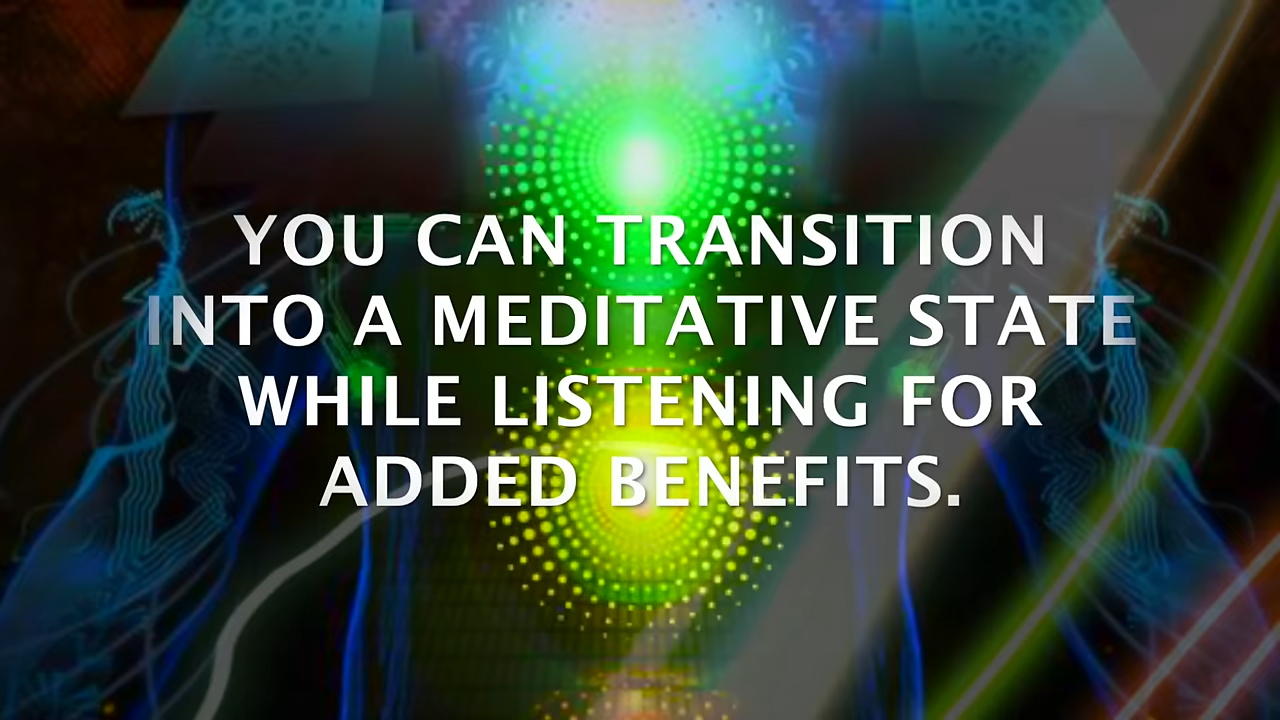 YOU CAN TRANSITION
INTO A MEDITATIVE STATE
WHILE LISTENING FOR
ADDED BENEFITS.